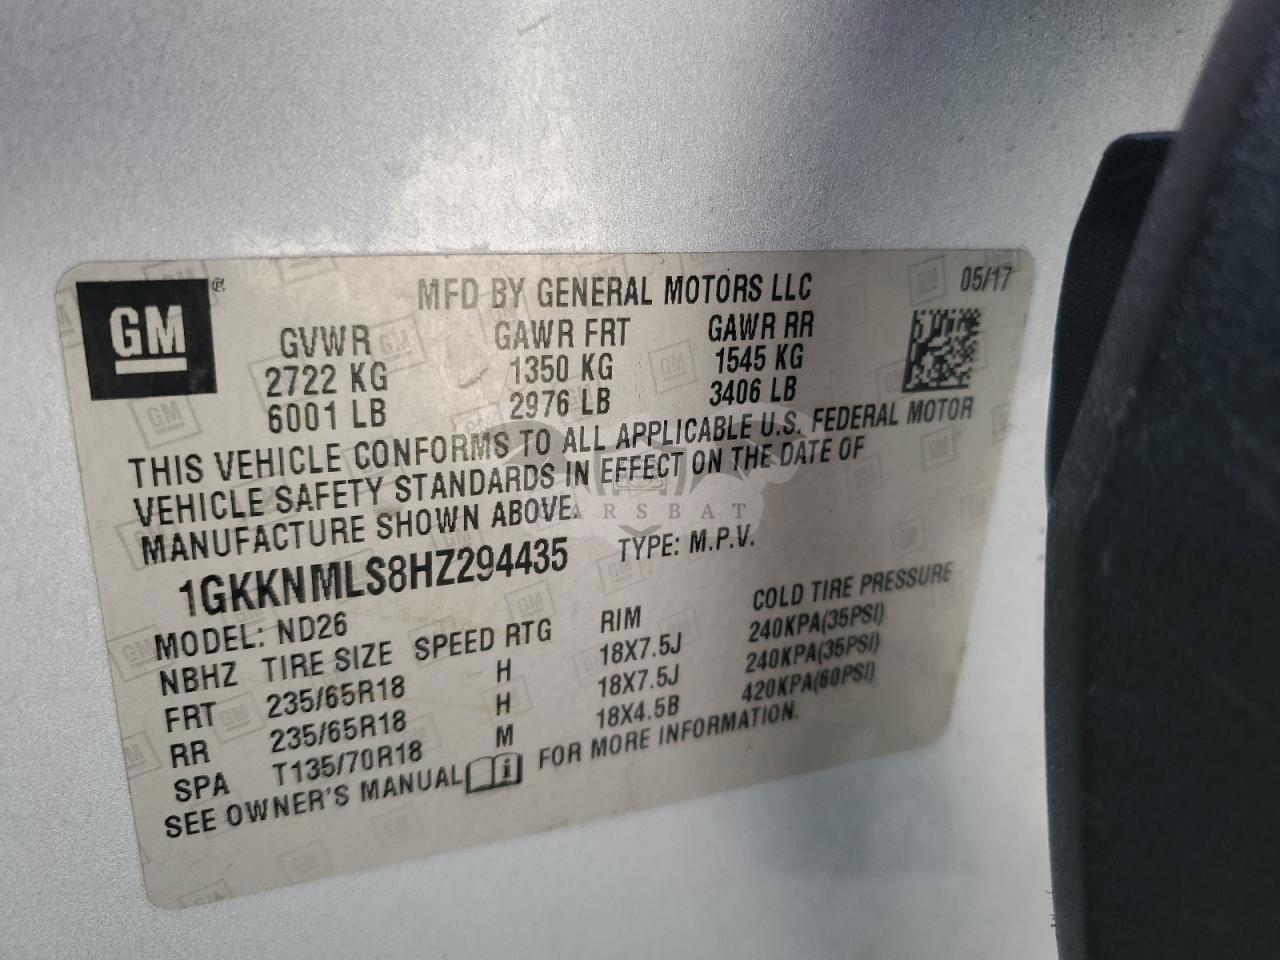 GM
MFD BY GENERAL MOTORS LLC
05/17
GVWR GAWR FRT GAWR RR
2722 KG 1350 KG 1545 KG
6001 LB 2976 LB 3406 LB
THIS VEHICLE CONFORMS TO ALL APPLICABLE U.S. FEDERAL MOTOR
VEHICLE SAFETY STANDARDS IN EFFECT ON THE DATE OF
MANUFACTURE SHOWN ABOVE.
1GKKNMLS8HZ294435 TYPE: M.P.V.
MODEL: ND26
NBHZ TIRE SIZE SPEED RTG RIM COLD TIRE PRESSURE
FRT 235/65R18 H 18X7.5J 240KPA(35PSI)
RR 235/65R18 H 18X7.5J 240KPA(35PSI)
SPA T135/70R18 M 18X4.5B 420KPA(60PSI)
SEE OWNER'S MANUAL i FOR MORE INFORMATION.